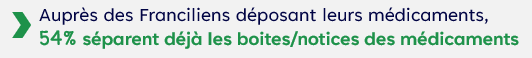 Auprès des Franciliens déposant leurs médicaments,
54% séparent déjà les boites/notices des médicaments